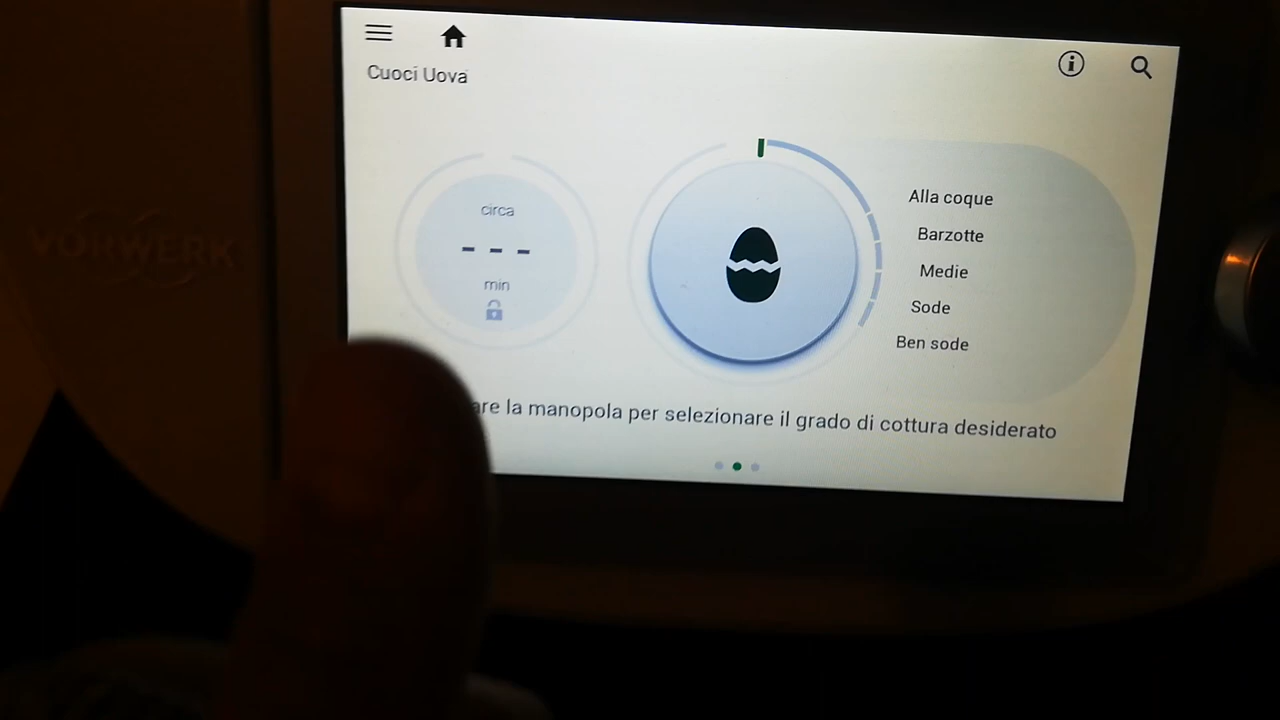 Cuoci Uova
VORWERK
circa
- - -
min
Alla coque
Barzotte
Medie
Sode
Ben sode
la manopola per selezionare il grado di cottura desiderato